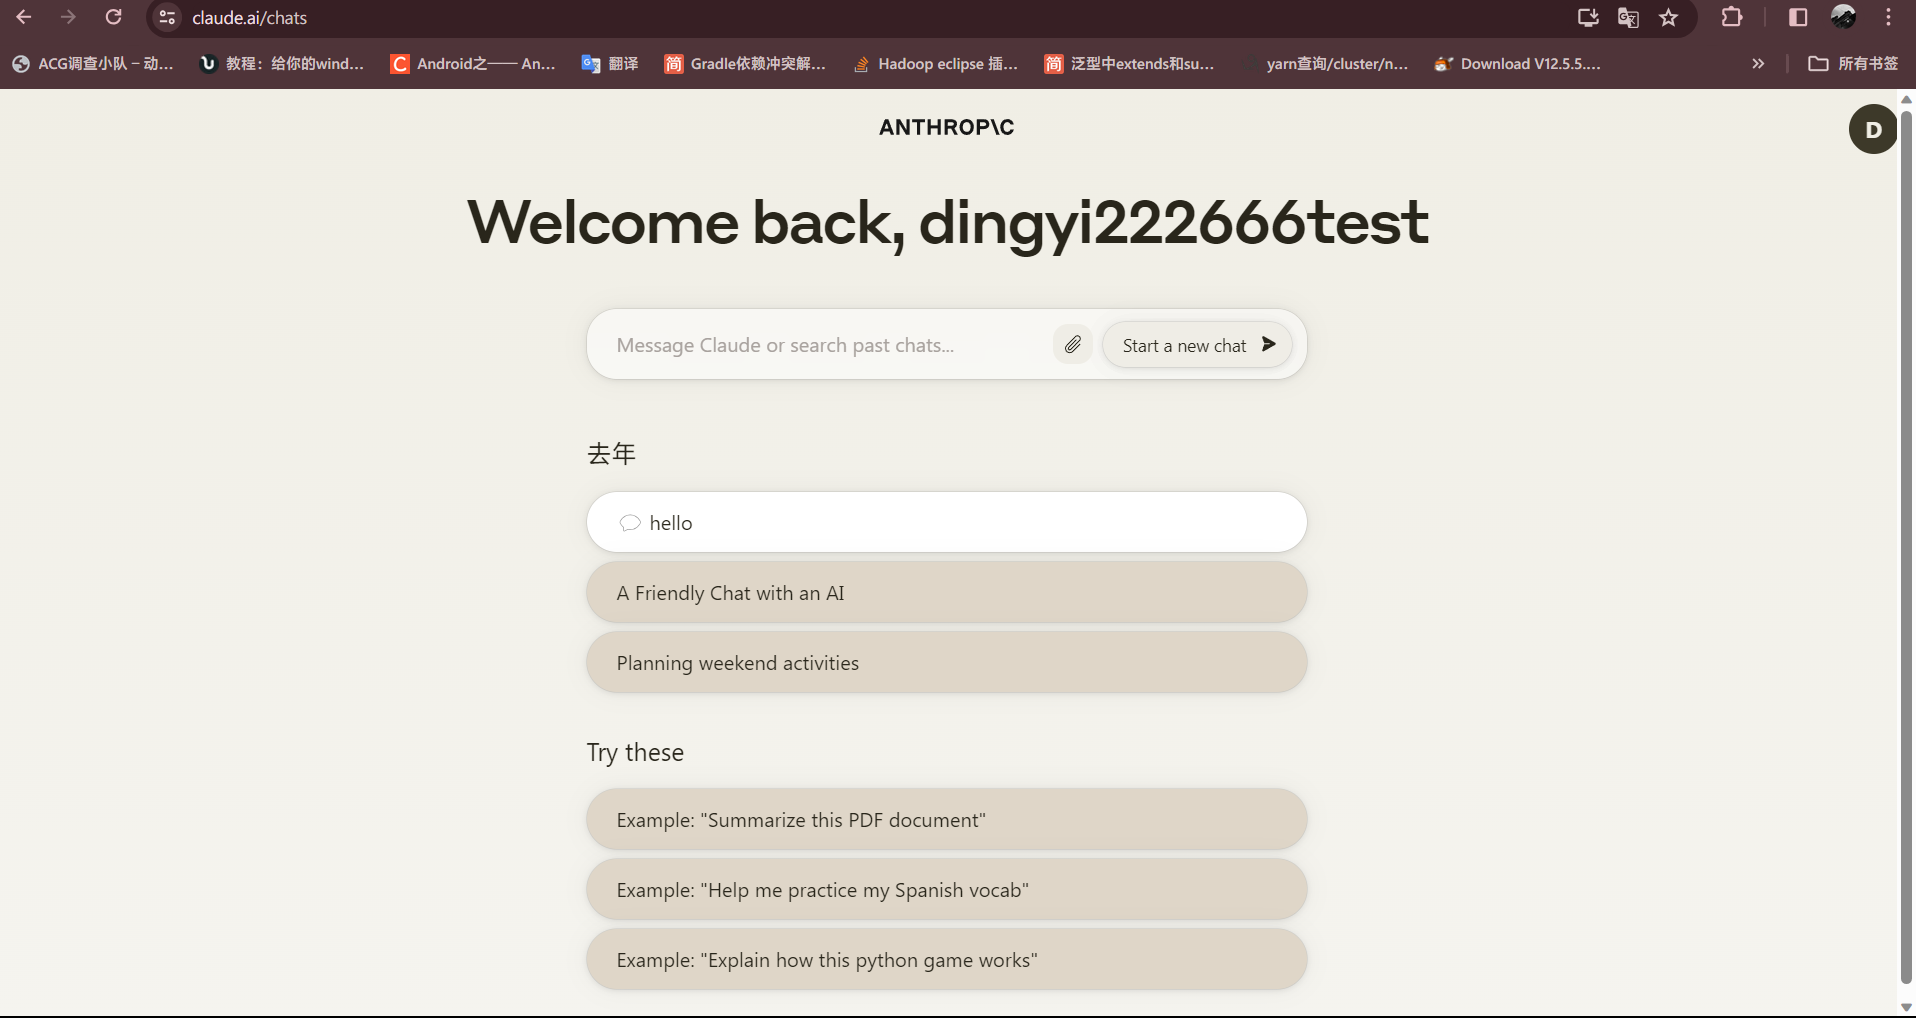 claude.ai/chats
ACG调查小队 – 动... 教程：给你的wind... Android之—— An... 翻译 Gradle依赖冲突解... Hadoop eclipse 插... 泛型中extends和su... yarn查询/cluster/n... Download V12.5.5.... 所有书签
ANTHROP\C
D
Welcome back, dingyi222666test
Message Claude or search past chats... Start a new chat
去年
hello
A Friendly Chat with an AI
Planning weekend activities
Try these
Example: "Summarize this PDF document"
Example: "Help me practice my Spanish vocab"
Example: "Explain how this python game works"